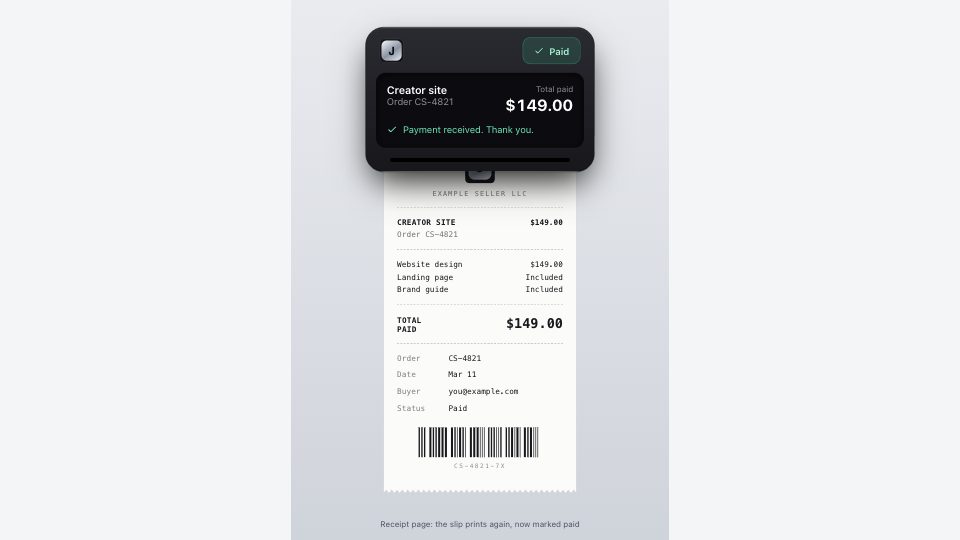 J
Paid
Creator site
Total paid
Order CS-4821
$149.00
Payment received. Thank you.
EXAMPLE SELLER LLC
CREATOR SITE $149.00
Order CS-4821
Website design $149.00
Landing page Included
Brand guide Included
TOTAL PAID $149.00
Order CS-4821
Date Mar 11
Buyer you@example.com
Status Paid
CS-4821-7X
Receipt page: the slip prints again, now marked paid